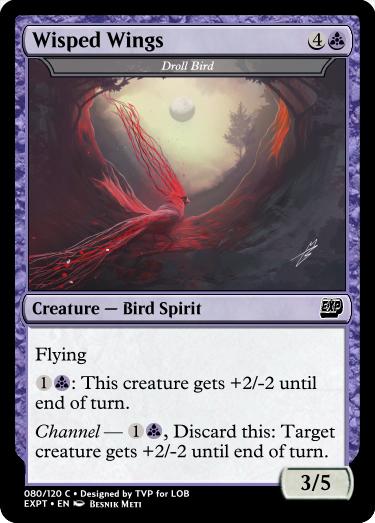 Wisped Wings 4
Droll Bird
Creature — Bird Spirit EXP
Flying
1: This creature gets +2/-2 until
end of turn.
Channel — 1, Discard this: Target
creature gets +2/-2 until end of turn.
3/5
080/120 C • Designed by TVP for LOB
EXPT • EN Besnik Meti